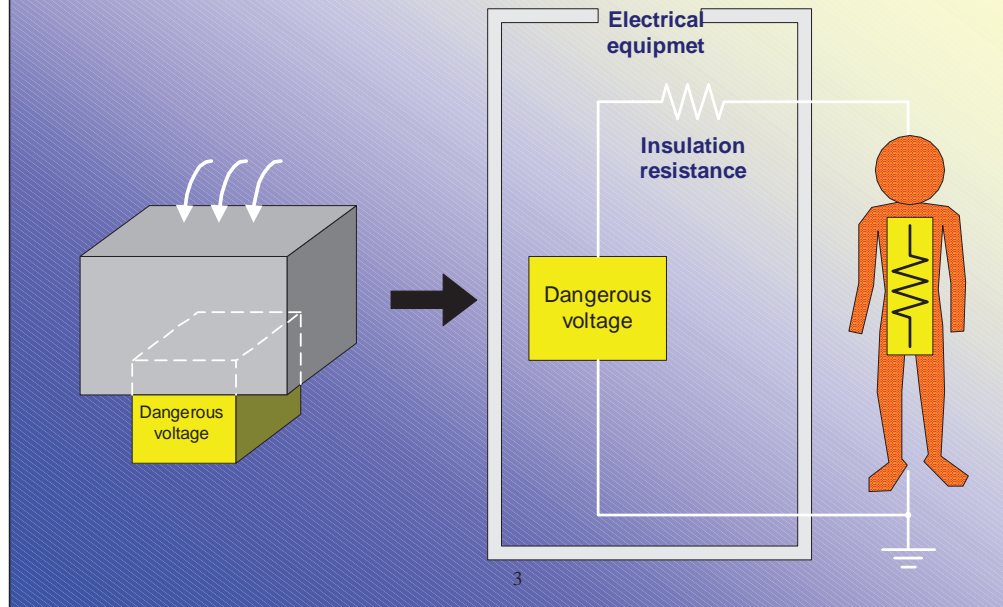 Electrical
equipmet
Insulation
resistance
Dangerous
voltage
Dangerous
voltage
3